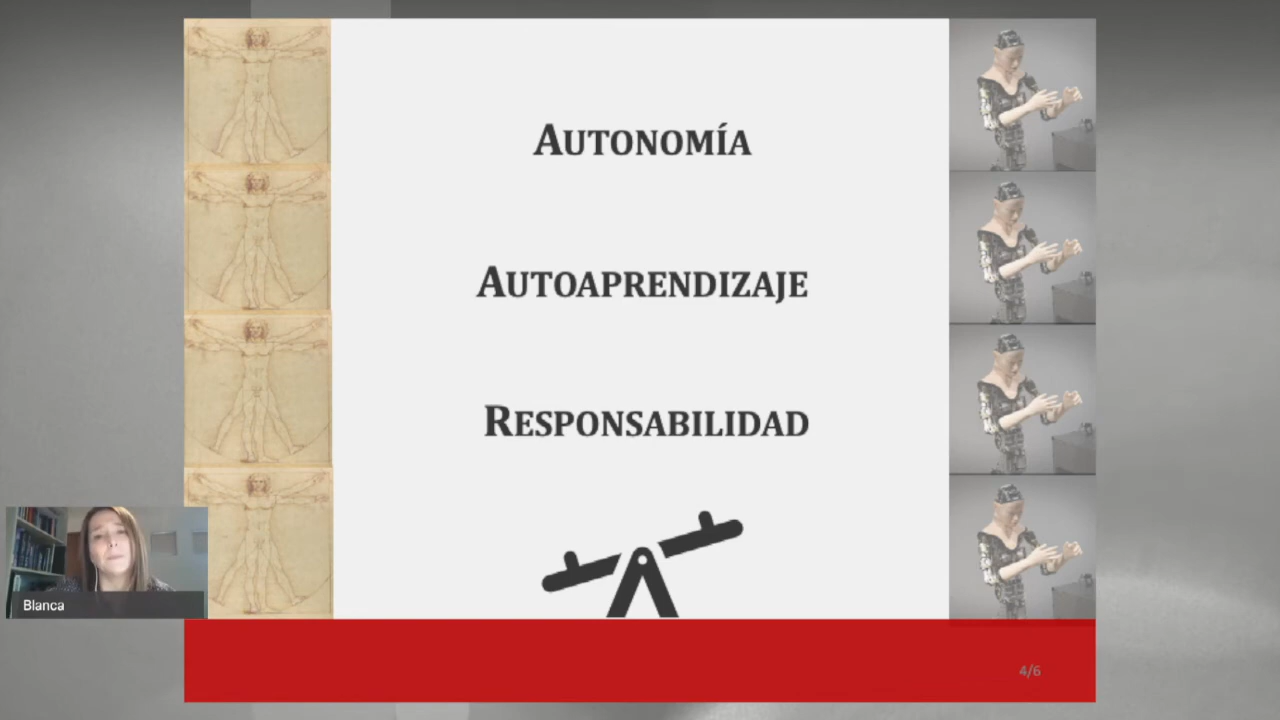 AUTONOMÍA
AUTOAPRENDIZAJE
RESPONSABILIDAD
Blanca
4/6